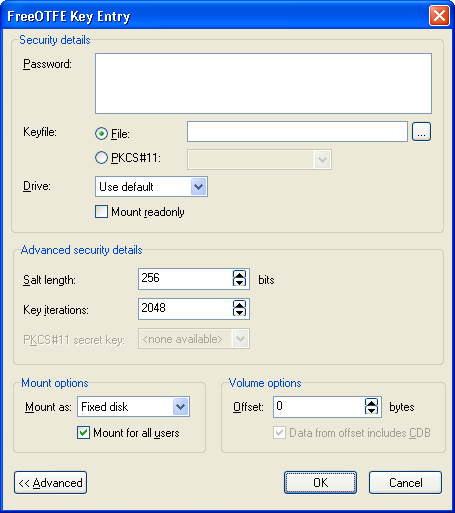 FreeOTFE Key Entry
Security details
Password:
Keyfile: File: ...
PKCS#11:
Drive: Use default
Mount readonly
Advanced security details
Salt length: 256 bits
Key iterations: 2048
PKCS#11 secret key: <none available>
Mount options
Mount as: Fixed disk
Mount for all users
Volume options
Offset: 0 bytes
Data from offset includes CDB
<< Advanced
OK
Cancel